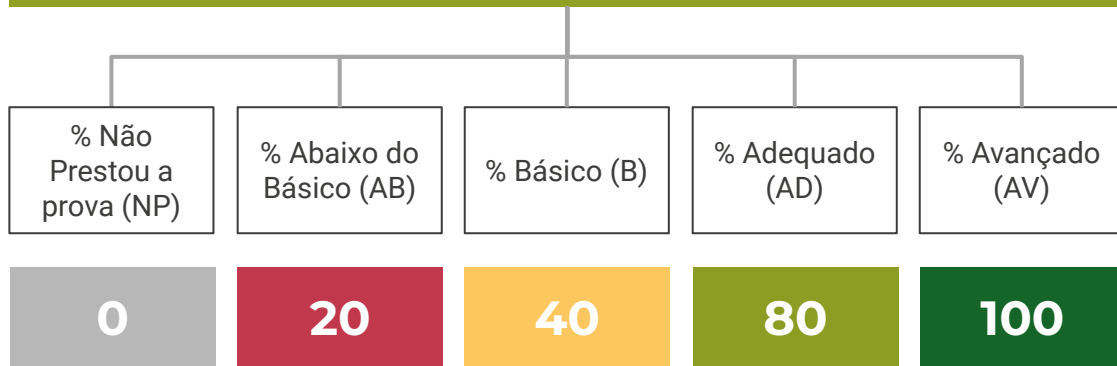 % Não
Prestou a
prova (NP)
% Abaixo do
Básico (AB)
% Básico (B)
% Adequado
(AD)
% Avançado
(AV)
0
20
40
80
100